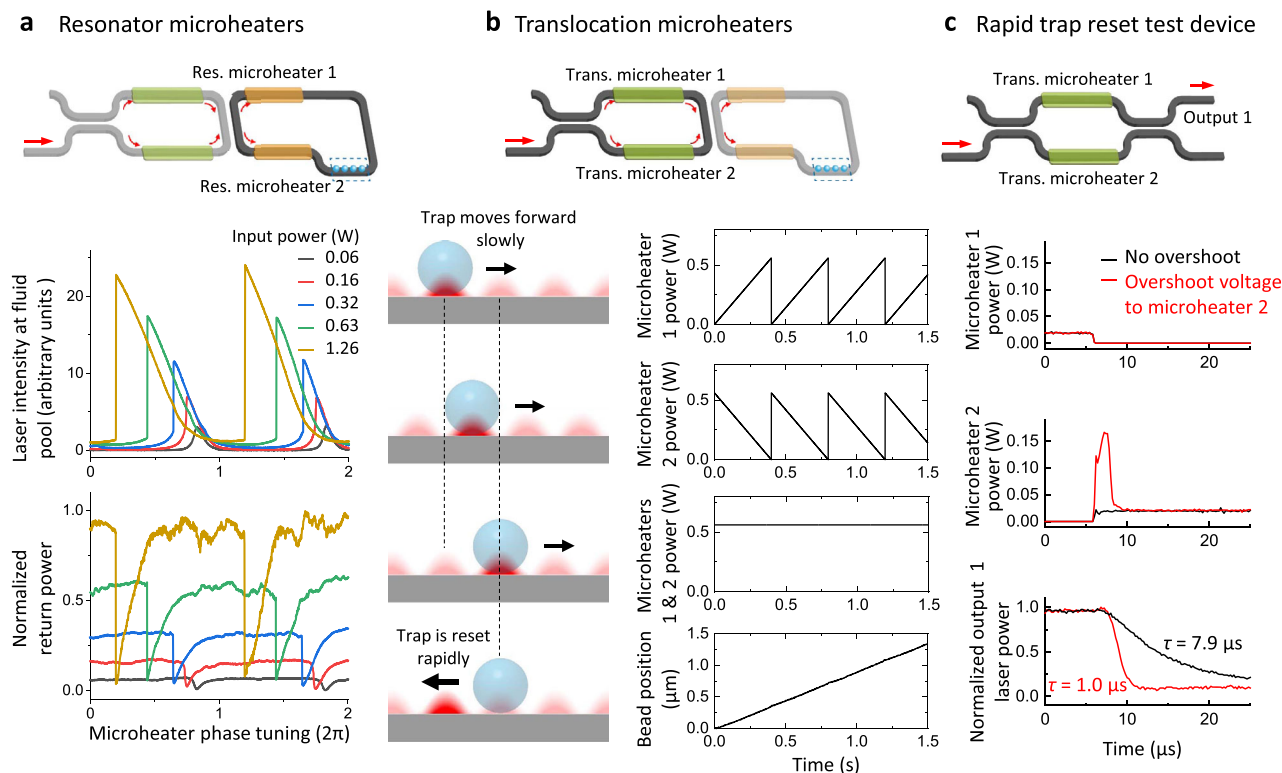 a Resonator microheaters
Res. microheater 1
Res. microheater 2
Input power (W)
0.06
0.16
0.32
0.63
1.26
Laser intensity at fluid
pool (arbitrary units)
20
10
0
0
1
2
Normalized
return power
1.0
0.5
0.0
0
1
2
Microheater phase tuning (2π)
b Translocation microheaters
Trans. microheater 1
Trans. microheater 2
Trap moves forward
slowly
Trap is reset
rapidly
Microheater
1 power (W)
0.5
0.0
0.0 0.5 1.0 1.5
Microheater
2 power (W)
0.5
0.0
0.0 0.5 1.0 1.5
Microheaters
1 & 2 power (W)
0.5
0.0
0.0 0.5 1.0 1.5
Bead position
(μm)
1.5
1.0
0.5
0.0
0.0 0.5 1.0 1.5
Time (s)
c Rapid trap reset test device
Trans. microheater 1
Output 1
Trans. microheater 2
Microheater 1
power (W)
0.15
0.10
0.05
0.00
No overshoot
Overshoot voltage
to microheater 2
0 10 20
Microheater 2
power (W)
0.15
0.10
0.05
0.00
0 10 20
Normalized output 1
laser power
1.0
0.5
0.0
τ = 7.9 μs
τ = 1.0 μs
0 10 20
Time (μs)